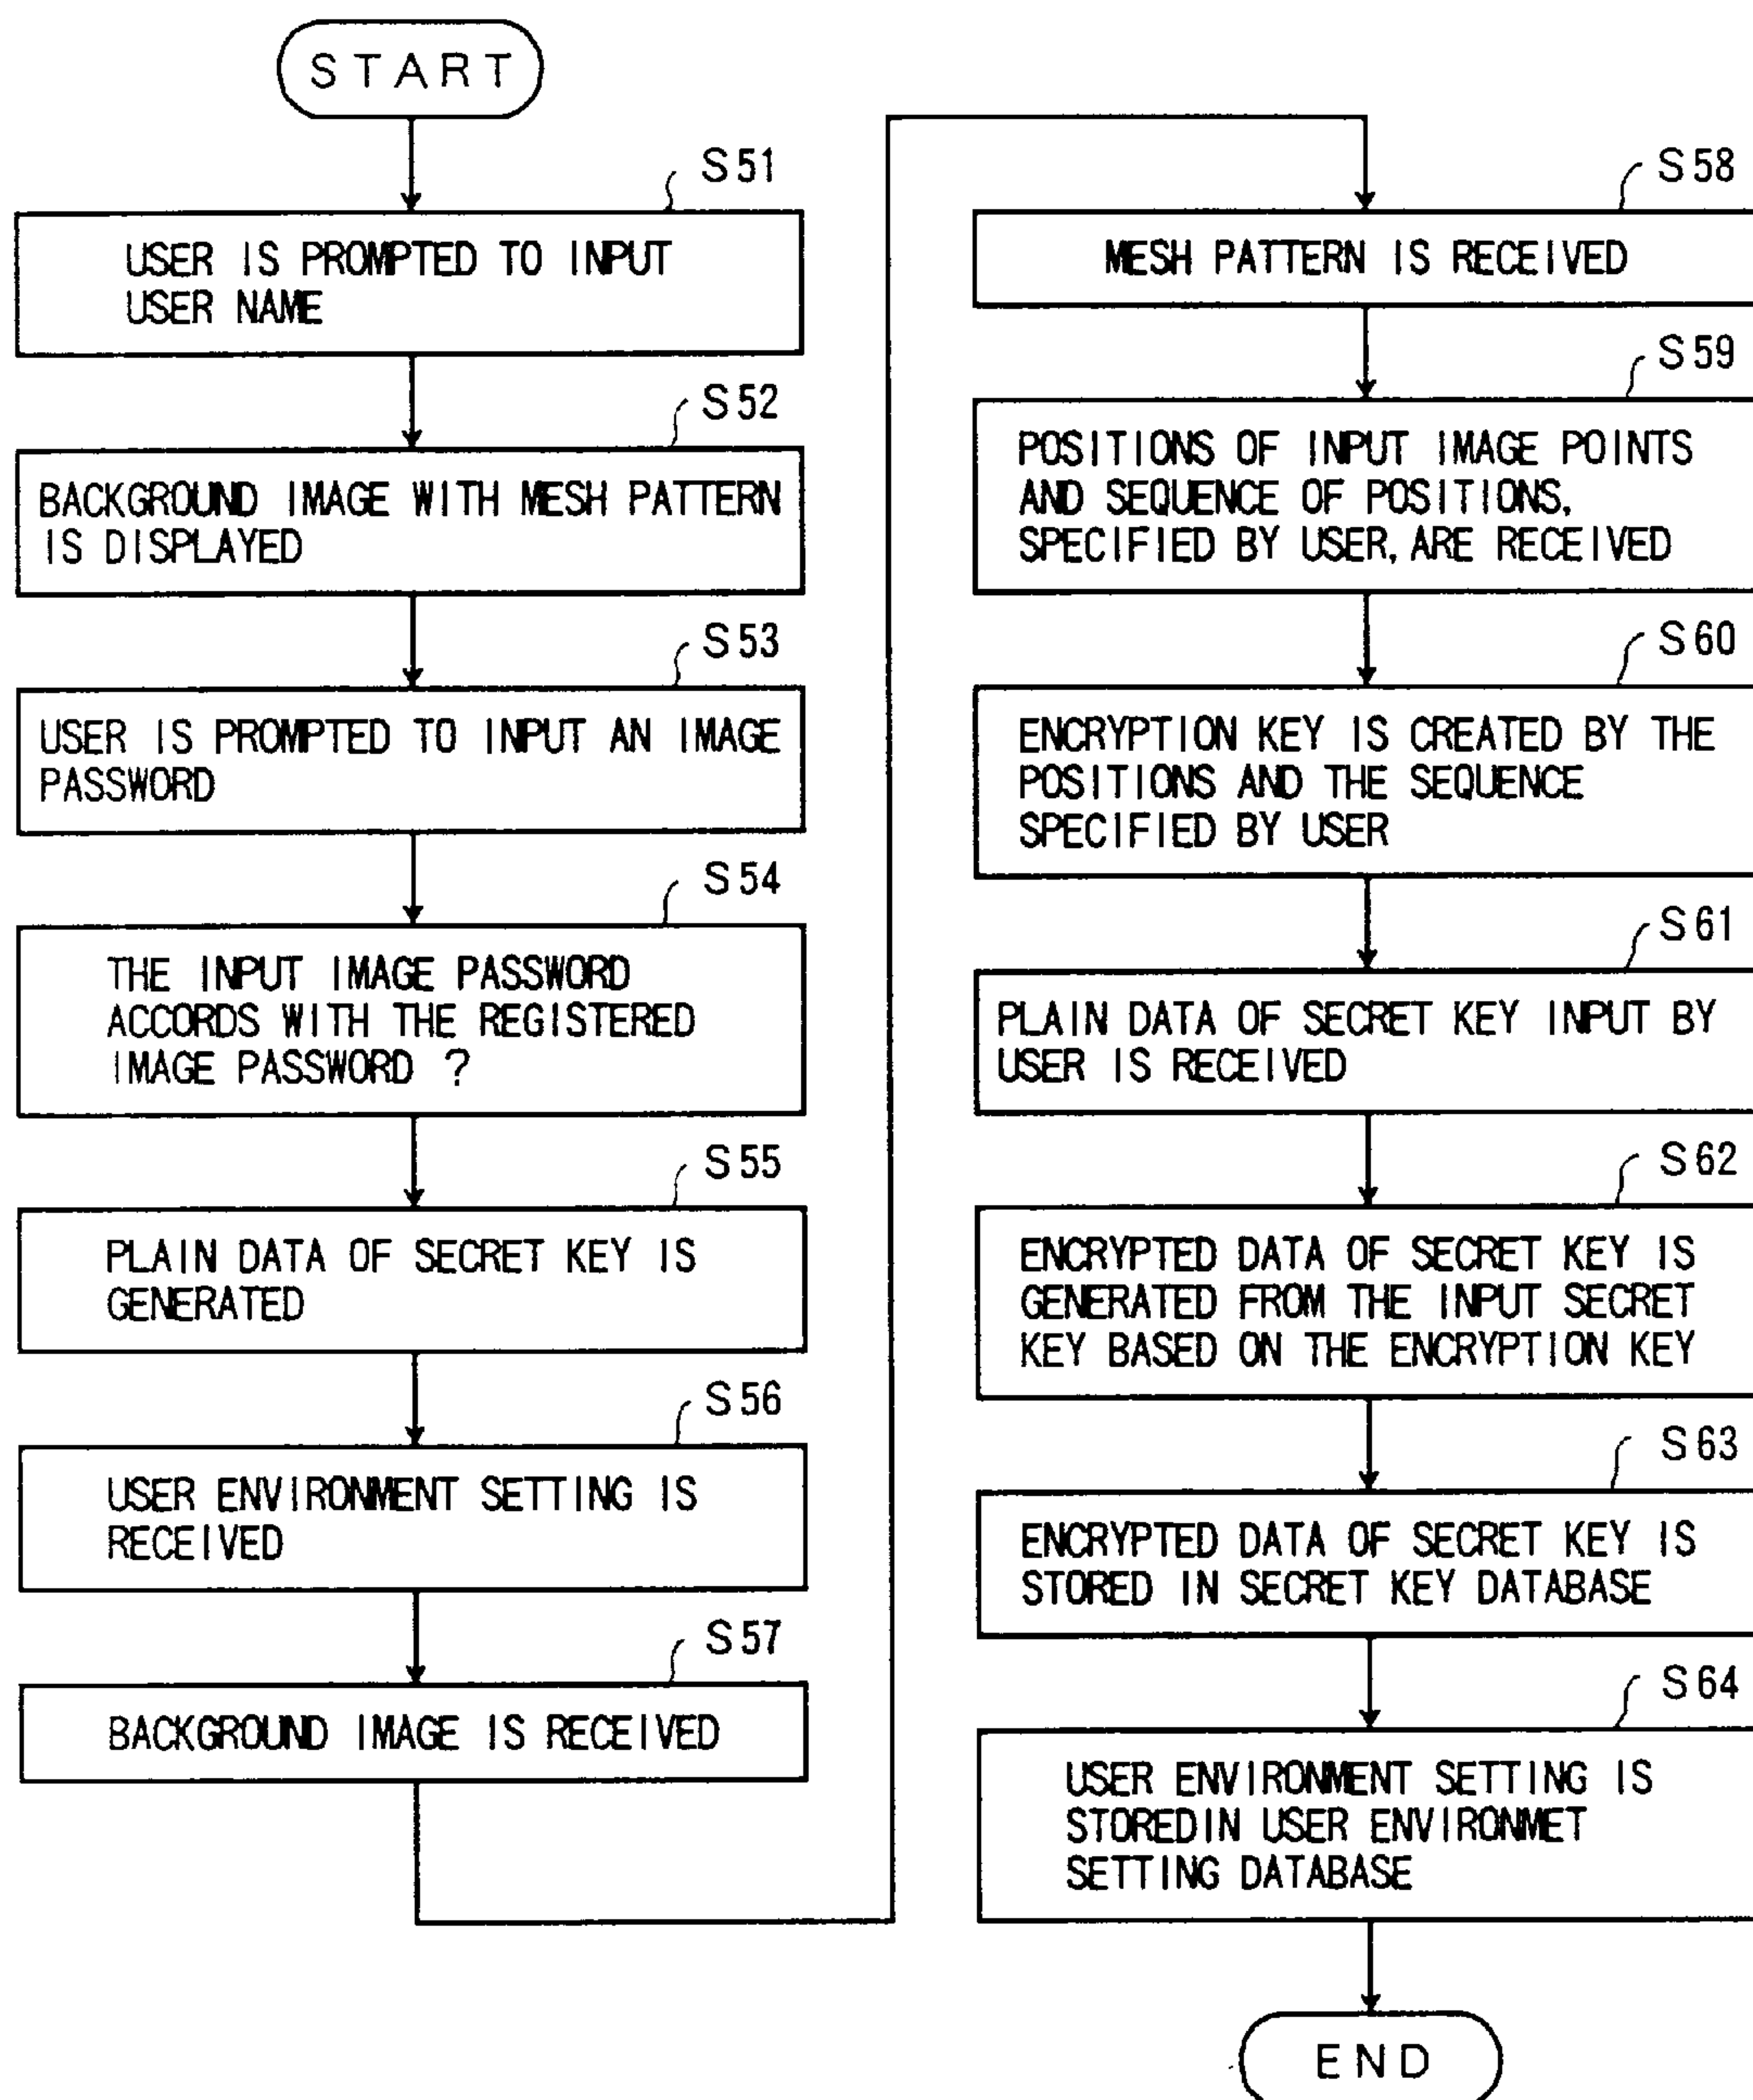 START
S51
USER IS PROMPTED TO INPUT
USER NAME
S52
BACKGROUND IMAGE WITH MESH PATTERN
IS DISPLAYED
S53
USER IS PROMPTED TO INPUT AN IMAGE
PASSWORD
S54
THE INPUT IMAGE PASSWORD
ACCORDS WITH THE REGISTERED
IMAGE PASSWORD ?
S55
PLAIN DATA OF SECRET KEY IS
GENERATED
S56
USER ENVIRONMENT SETTING IS
RECEIVED
S57
BACKGROUND IMAGE IS RECEIVED
S58
MESH PATTERN IS RECEIVED
S59
POSITIONS OF INPUT IMAGE POINTS
AND SEQUENCE OF POSITIONS,
SPECIFIED BY USER, ARE RECEIVED
S60
ENCRYPTION KEY IS CREATED BY THE
POSITIONS AND THE SEQUENCE
SPECIFIED BY USER
S61
PLAIN DATA OF SECRET KEY INPUT BY
USER IS RECEIVED
S62
ENCRYPTED DATA OF SECRET KEY IS
GENERATED FROM THE INPUT SECRET
KEY BASED ON THE ENCRYPTION KEY
S63
ENCRYPTED DATA OF SECRET KEY IS
STORED IN SECRET KEY DATABASE
S64
USER ENVIRONMENT SETTING IS
STOREDIN USER ENVIRONMET
SETTING DATABASE
END